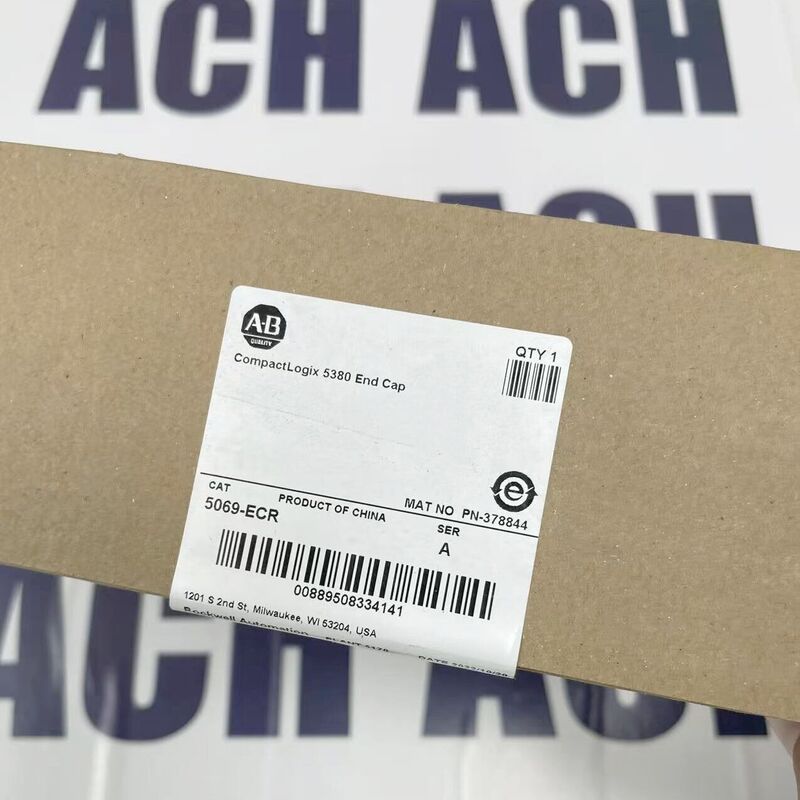 ACH ACH
ACH
A-B
QUALITY
CompactLogix 5380 End Cap
QTY 1
CAT
PRODUCT OF CHINA
MAT NO PN-378844
5069-ECR
SER
A
00889508334141
1201 S 2nd St, Milwaukee, WI 53204, USA
Rockwell Automation
ACH ACH